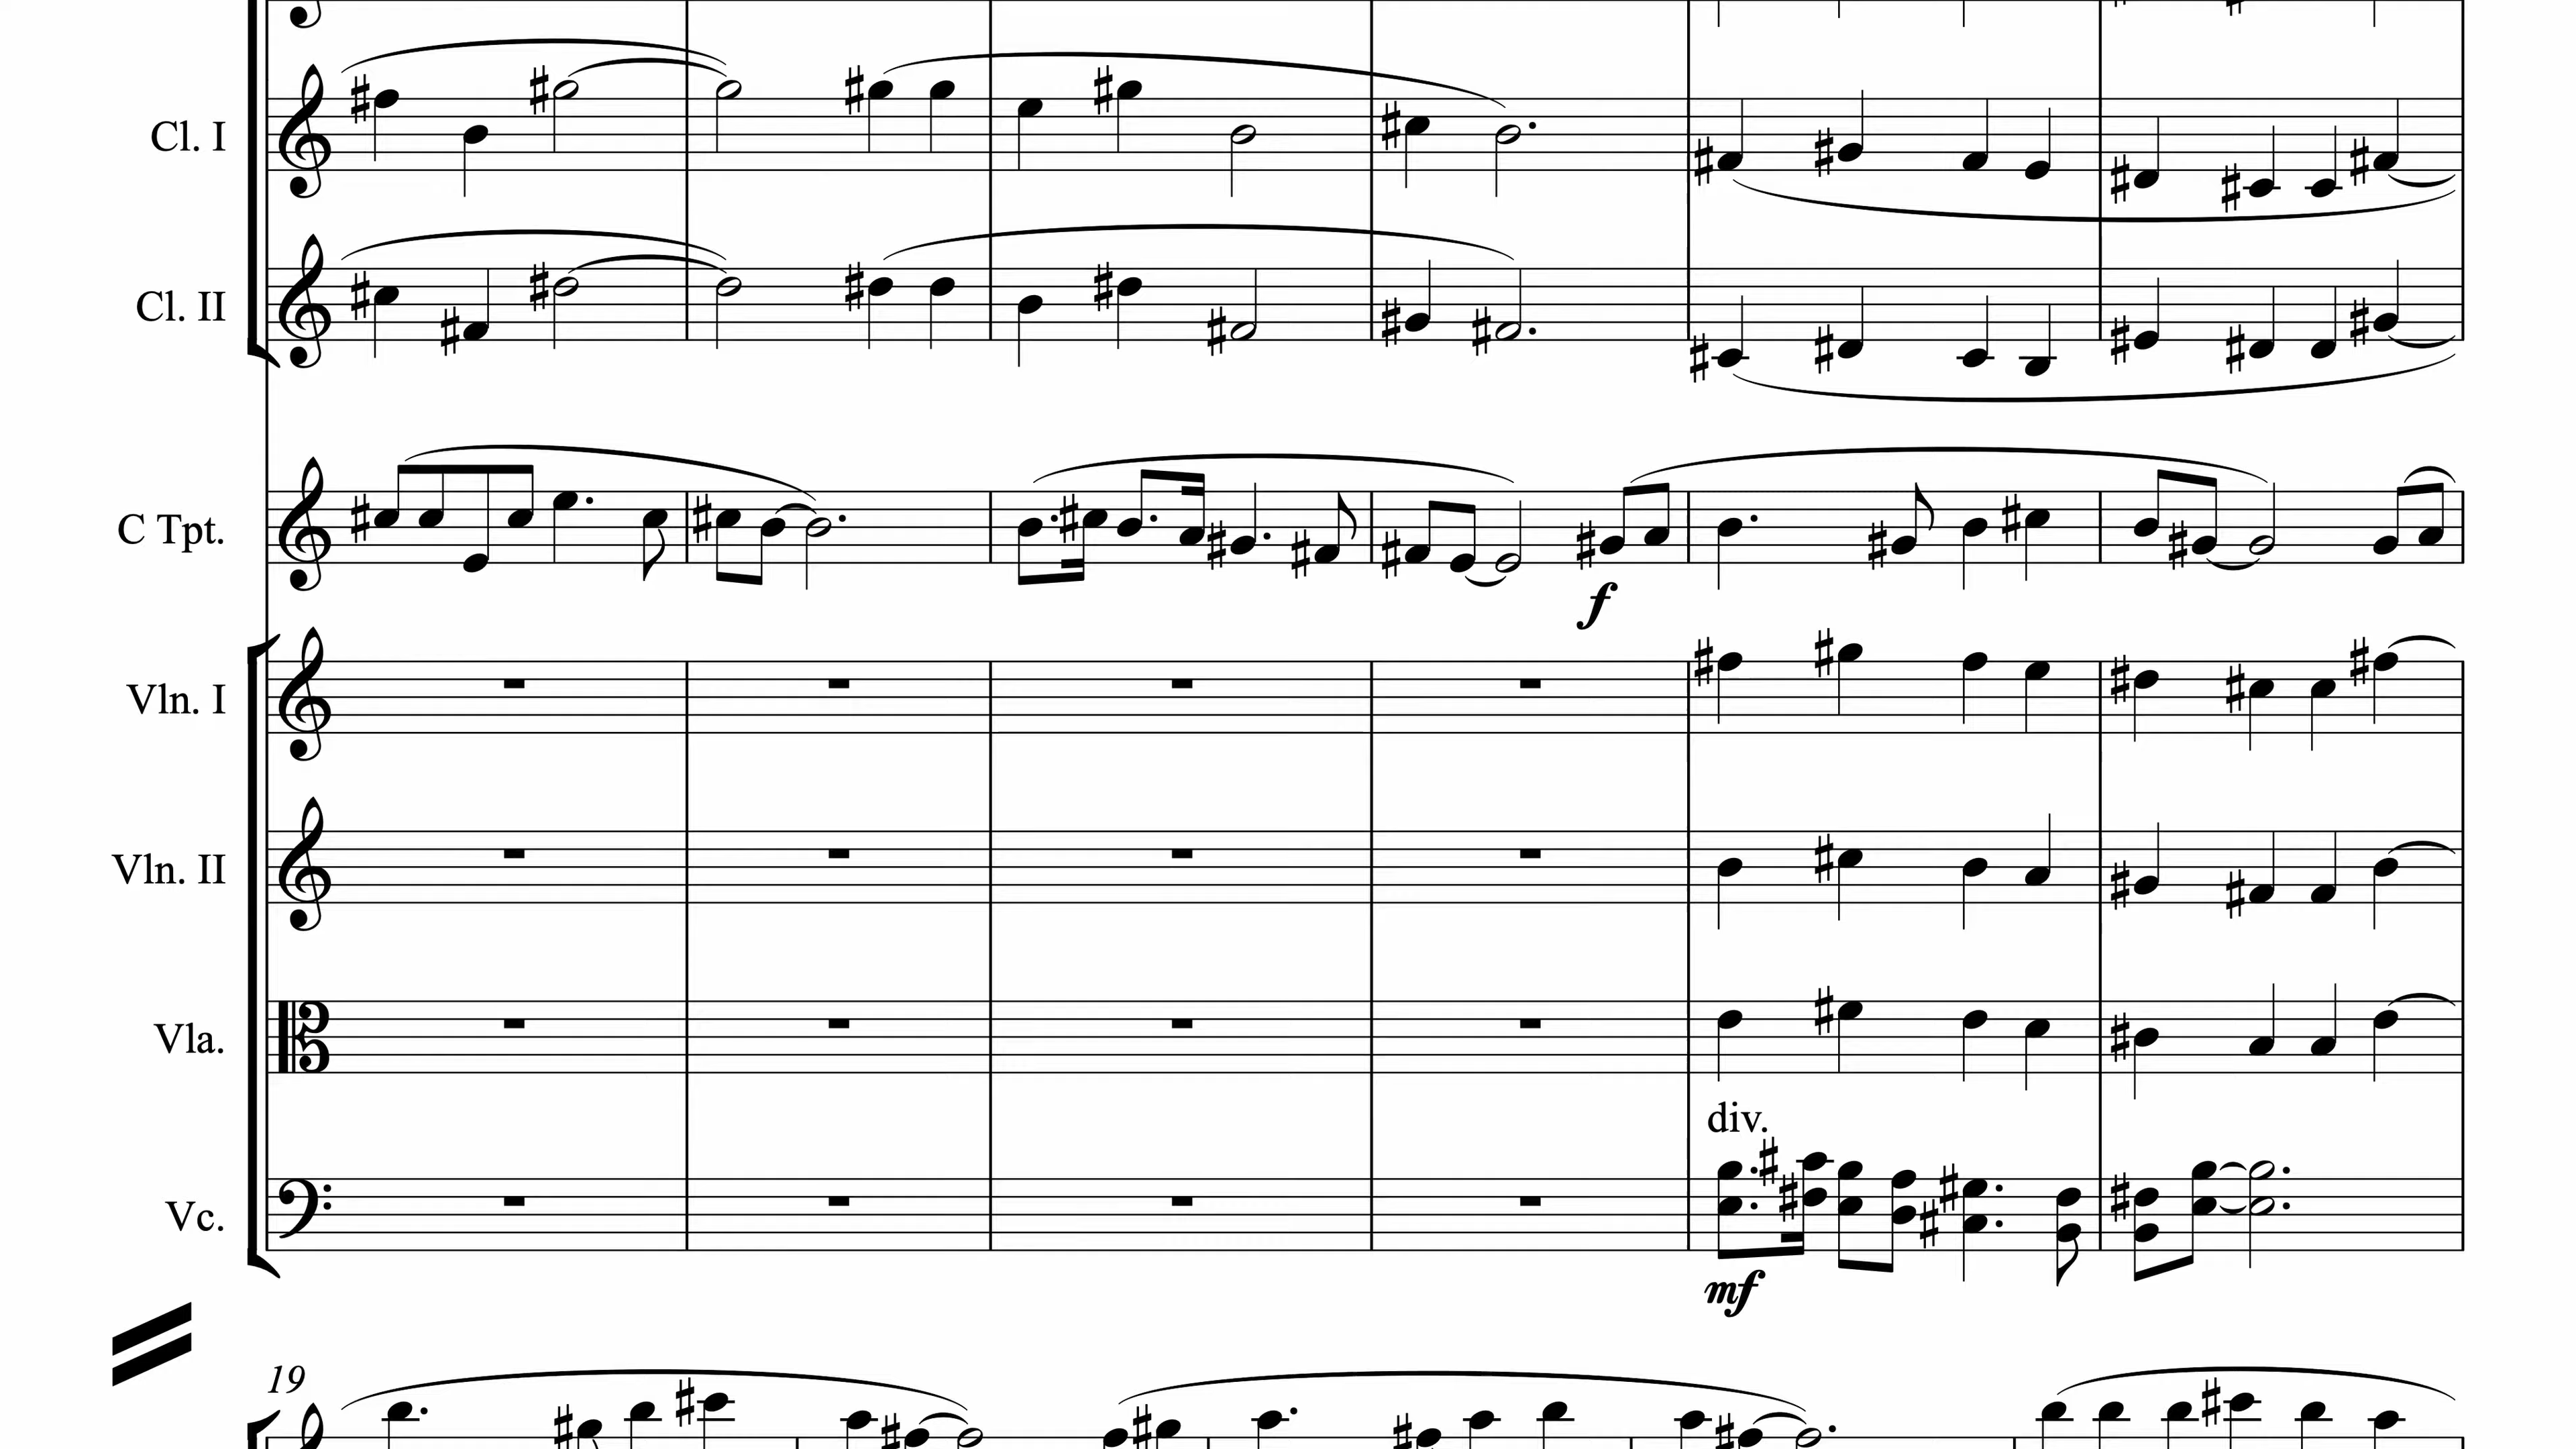 Cl. I
Cl. II
C Tpt.
f
Vln. I
Vln. II
Vla.
div.
Vc.
mf
19